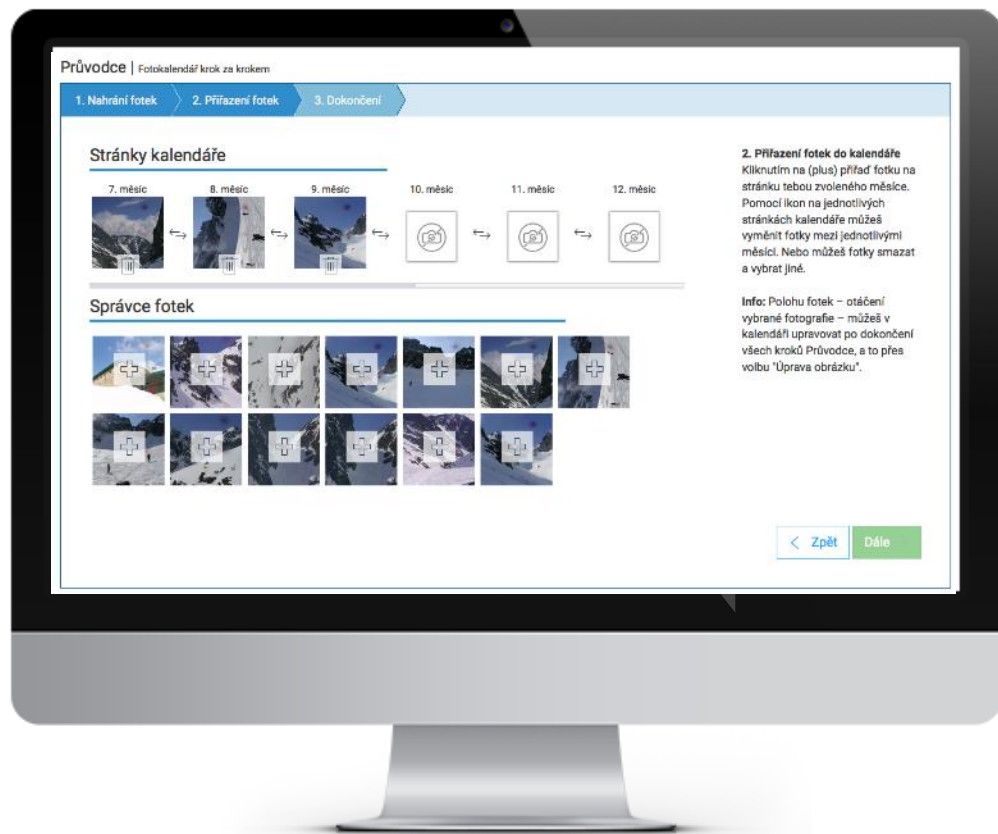 Průvodce | Fotokalendář krok za krokem
1. Nahrání fotek
2. Přiřazení fotek
3. Dokončení
Stránky kalendáře
7. měsíc
8. měsíc
9. měsíc
10. měsíc
11. měsíc
12. měsíc
Správce fotek
2. Přiřazení fotek do kalendáře
Kliknutím na (plus) přiřaď fotku na
stránku tebou zvoleného měsíce.
Pomocí ikon na jednotlivých
stránkách kalendáře můžeš
vyměnit fotky mezi jednotlivými
měsíci. Nebo můžeš fotky smazat
a vybrat jiné.
Info: Polohu fotek – otáčení
vybrané fotografie – můžeš v
kalendáři upravovat po dokončení
všech kroků Průvodce, a to přes
volbu "Úprava obrázku".
< Zpět
Dále